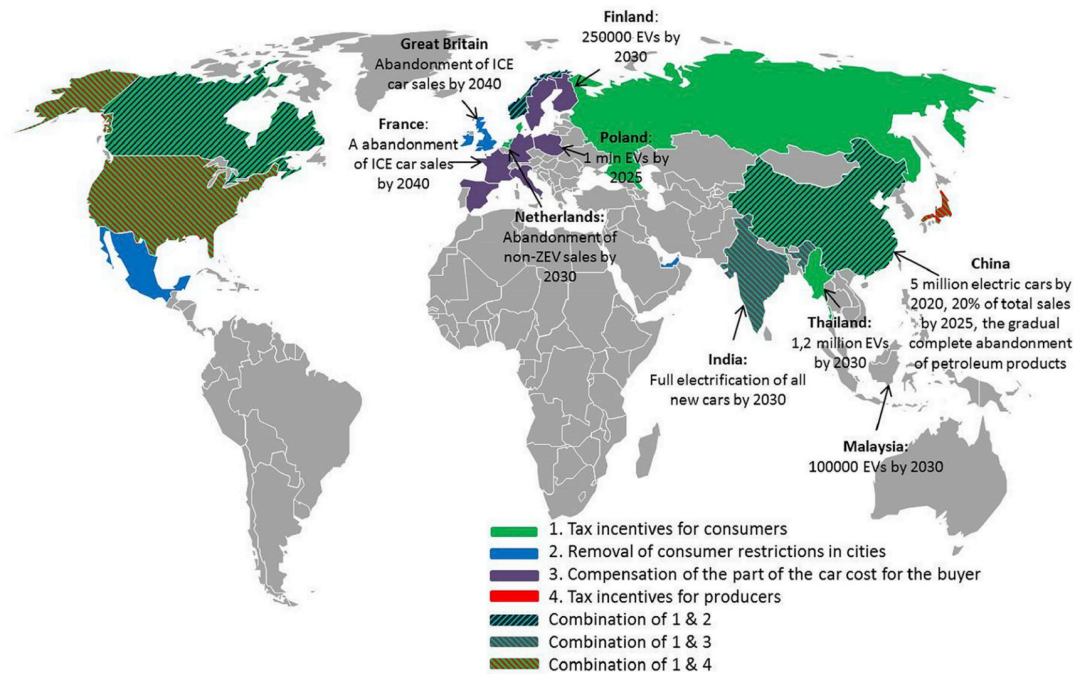 Finland:
250000 EVs by
2030
Great Britain
Abandonment of ICE
car sales by 2040
France:
A abandonment
of ICE car sales
by 2040
Poland:
1 mln EVs by
2025
Netherlands:
Abandonment of
non-ZEV sales by
2030
China
5 million electric cars by
2020, 20% of total sales
by 2025, the gradual
complete abandonment
of petroleum products
Thailand:
1,2 million EVs
by 2030
India:
Full electrification of all
new cars by 2030
Malaysia:
100000 EVs by 2030
1. Tax incentives for consumers
2. Removal of consumer restrictions in cities
3. Compensation of the part of the car cost for the buyer
4. Tax incentives for producers
Combination of 1 & 2
Combination of 1 & 3
Combination of 1 & 4